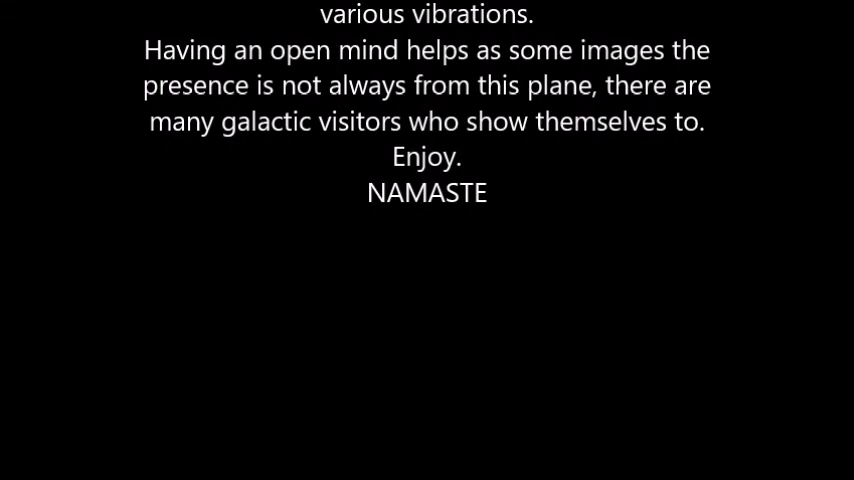 various vibrations.
Having an open mind helps as some images the
presence is not always from this plane, there are
many galactic visitors who show themselves to.
Enjoy.
NAMASTE